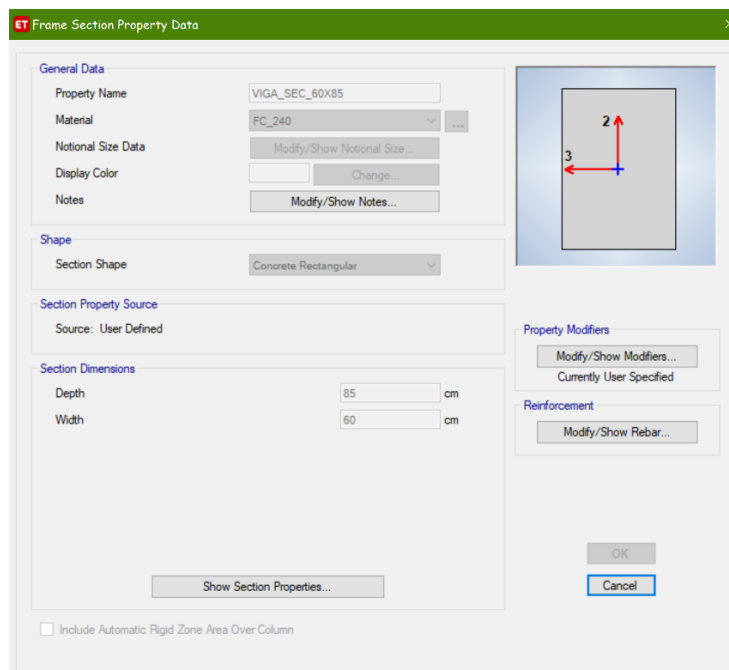 ET Frame Section Property Data
General Data
Property Name VIGA_SEC_60X85
Material FC_240 ...
Notional Size Data Modify/Show Notional Size...
Display Color Change...
Notes Modify/Show Notes...
2
3
Shape
Section Shape Concrete Rectangular
Section Property Source
Source: User Defined
Property Modifiers
Modify/Show Modifiers...
Currently User Specified
Section Dimensions
Depth 85 cm
Width 60 cm
Reinforcement
Modify/Show Rebar...
Show Section Properties...
OK
Cancel
Include Automatic Rigid Zone Area Over Column